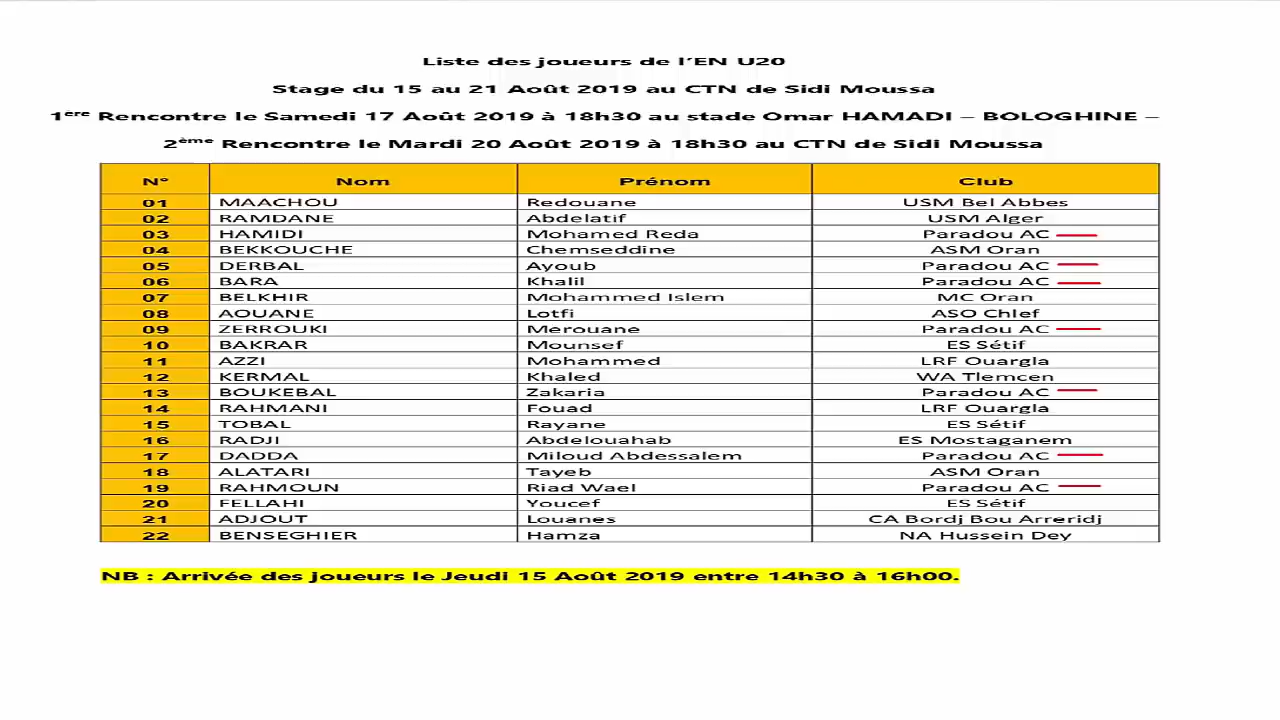 Liste des joueurs de l'EN U20
Stage du 15 au 21 Août 2019 au CTN de Sidi Moussa
1ère Rencontre le Samedi 17 Août 2019 à 18h30 au stade Omar HAMADI – BOLOGHINE –
2ème Rencontre le Mardi 20 Août 2019 à 18h30 au CTN de Sidi Moussa
N° Nom Prénom Club
01 MAACHOU Redouane USM Bel Abbes
02 RAMDANE Abdelatif USM Alger
03 HAMIDI Mohamed Reda Paradou AC
04 BEKKOUCHE Chemseddine ASM Oran
05 DERBAL Ayoub Paradou AC
06 BARA Khalil Paradou AC
07 BELKHIR Mohammed Islem MC Oran
08 AOUANE Lotfi ASO Chlef
09 ZERROUKI Merouane Paradou AC
10 BAKRAR Mounsef ES Sétif
11 AZZI Mohammed LRF Ouargla
12 KERMAL Khaled WA Tlemcen
13 BOUKEBAL Zakaria Paradou AC
14 RAHMANI Fouad LRF Ouargla
15 TOBAL Rayane ES Sétif
16 RADJI Abdelouahab ES Mostaganem
17 DADDA Miloud Abdessalem Paradou AC
18 ALATARI Tayeb ASM Oran
19 RAHMOUN Riad Wael Paradou AC
20 FELLAHI Youcef ES Sétif
21 ADJOUT Louanes CA Bordj Bou Arreridj
22 BENSEGHIER Hamza NA Hussein Dey
NB : Arrivée des joueurs le Jeudi 15 Août 2019 entre 14h30 à 16h00.